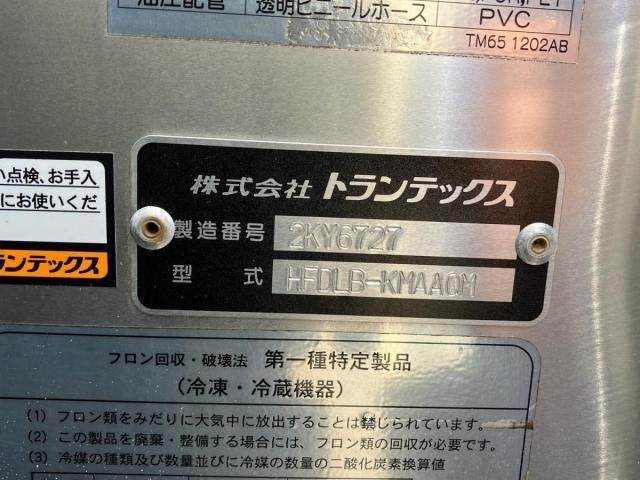 油圧配管 透明ビニールホース
PVC
TM65 1202AB
い点検、お手入
にお使いくだ
ランテックス
株式会社 トランテックス
製造番号 2KY6727
型式 HFDLB-KMAAQM
フロン回収・破壊法 第一種特定製品
(冷凍・冷蔵機器)
(1) フロン類をみだりに大気中に放出することは禁じられています。
(2) この製品を廃棄・整備する場合には、フロン類の回収が必要です。
(3) 冷媒の種類及び数量並びに冷媒の数量の二酸化炭素換算値